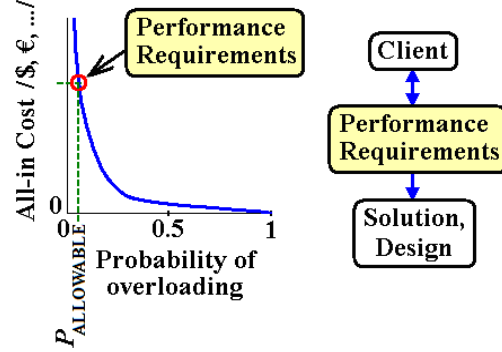 All-in Cost /$, €, .../
Performance
Requirements
0
0
0.5
1
P ALLOWABLE
Probability of
overloading
Client
Performance
Requirements
Solution,
Design